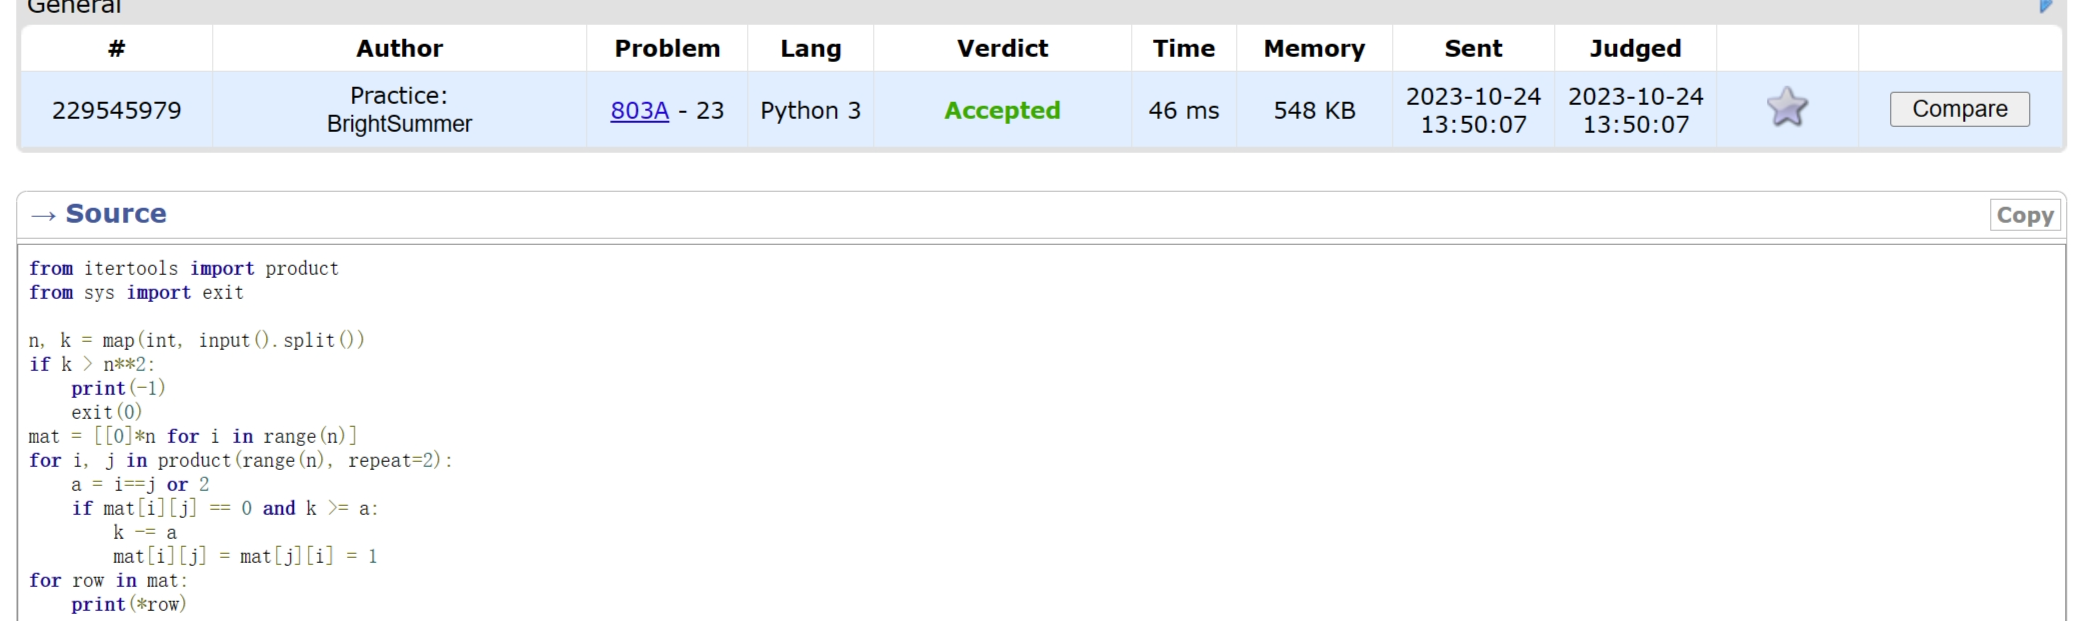 General
# Author Problem Lang Verdict Time Memory Sent Judged
229545979 Practice: BrightSummer 803A - 23 Python 3 Accepted 46 ms 548 KB 2023-10-24 13:50:07 2023-10-24 13:50:07 Compare
→ Source Copy
from itertools import product
from sys import exit

n, k = map(int, input().split())
if k > n**2:
    print(-1)
    exit(0)
mat = [[0]*n for i in range(n)]
for i, j in product(range(n), repeat=2):
    a = i==j or 2
    if mat[i][j] == 0 and k >= a:
        k -= a
        mat[i][j] = mat[j][i] = 1
for row in mat:
    print(*row)